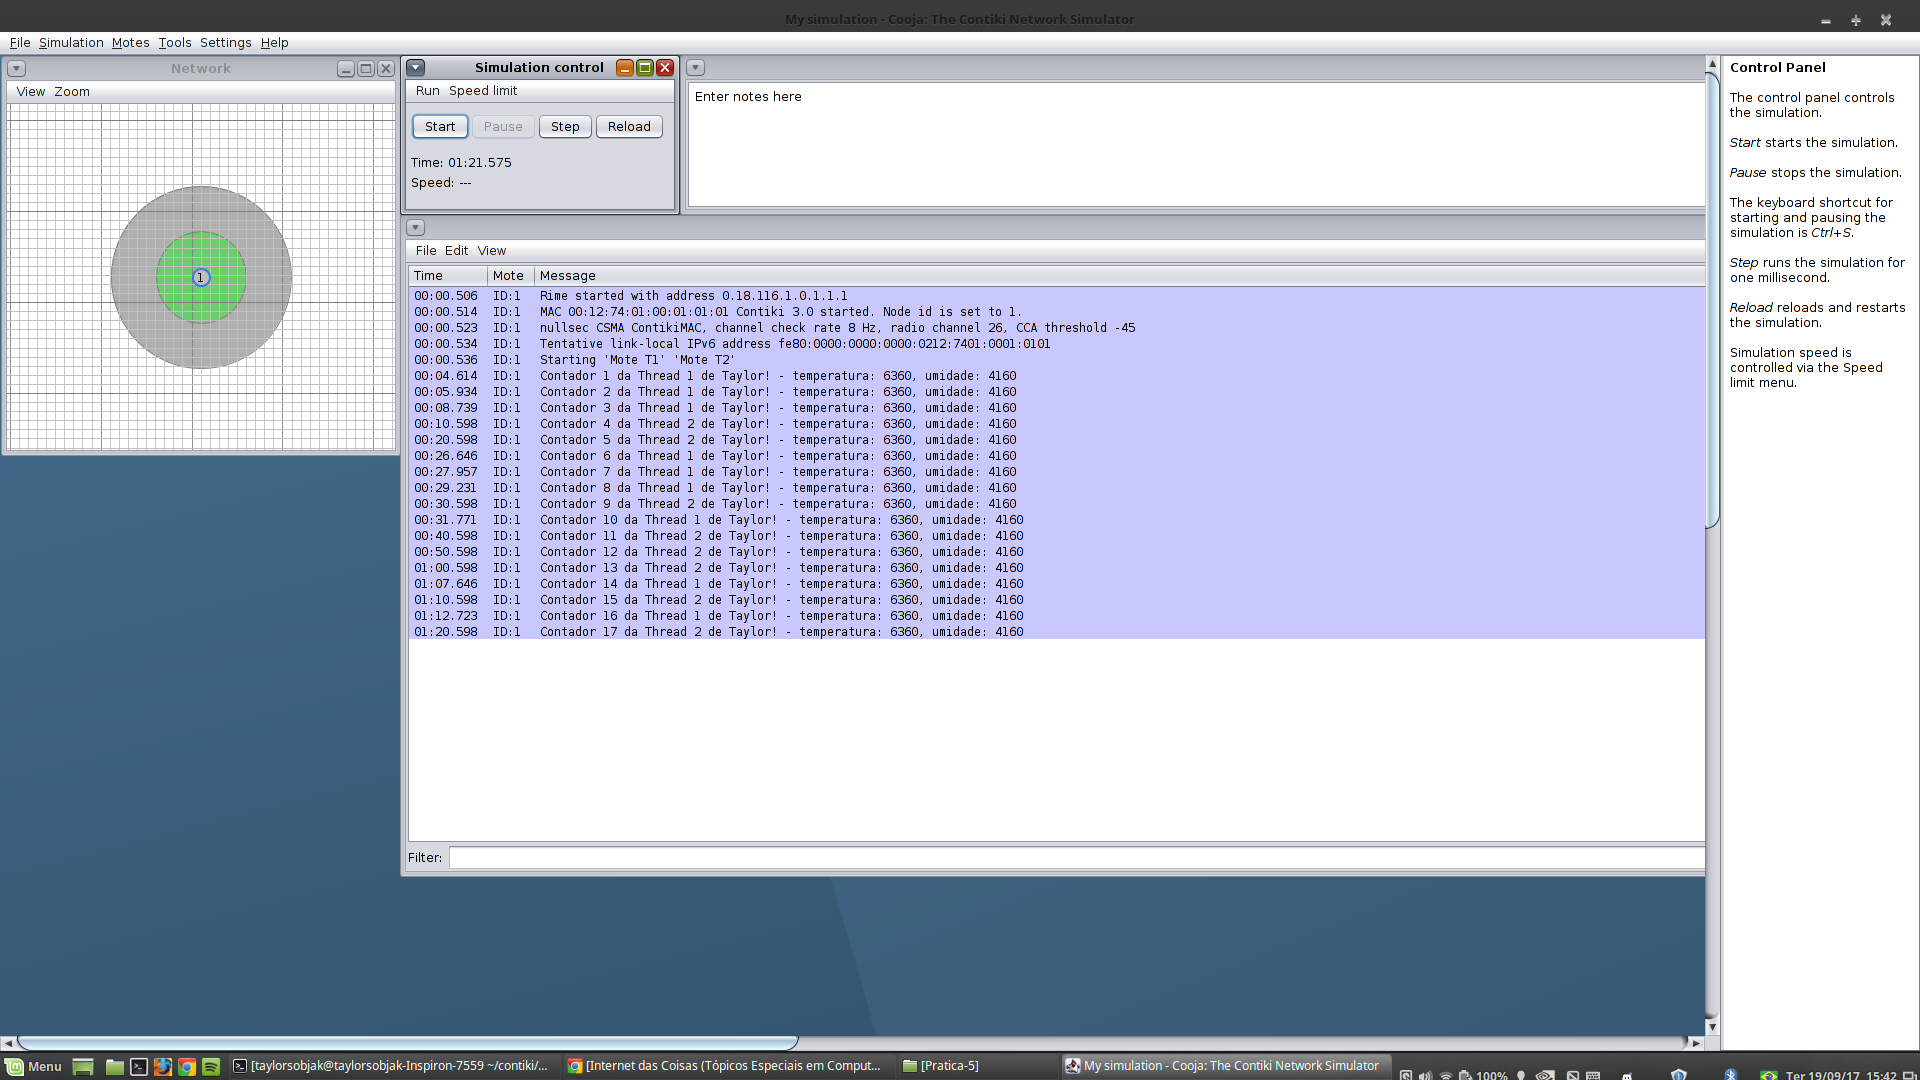 My simulation - Cooja: The Contiki Network Simulator
File Simulation Motes Tools Settings Help
Network
View Zoom
1
Simulation control
Run Speed limit
Start Pause Step Reload
Time: 01:21.575
Speed: ---
Enter notes here
File Edit View
Time Mote Message
00:00.506 ID:1 Rime started with address 0.18.116.1.0.1.1.1
00:00.514 ID:1 MAC 00:12:74:01:00:01:01:01 Contiki 3.0 started. Node id is set to 1.
00:00.523 ID:1 nullsec CSMA ContikiMAC, channel check rate 8 Hz, radio channel 26, CCA threshold -45
00:00.534 ID:1 Tentative link-local IPv6 address fe80:0000:0000:0000:0212:7401:0001:0101
00:00.536 ID:1 Starting 'Mote T1' 'Mote T2'
00:04.614 ID:1 Contador 1 da Thread 1 de Taylor! - temperatura: 6360, umidade: 4160
00:05.934 ID:1 Contador 2 da Thread 1 de Taylor! - temperatura: 6360, umidade: 4160
00:08.739 ID:1 Contador 3 da Thread 1 de Taylor! - temperatura: 6360, umidade: 4160
00:10.598 ID:1 Contador 4 da Thread 2 de Taylor! - temperatura: 6360, umidade: 4160
00:20.598 ID:1 Contador 5 da Thread 2 de Taylor! - temperatura: 6360, umidade: 4160
00:26.646 ID:1 Contador 6 da Thread 1 de Taylor! - temperatura: 6360, umidade: 4160
00:27.957 ID:1 Contador 7 da Thread 1 de Taylor! - temperatura: 6360, umidade: 4160
00:29.231 ID:1 Contador 8 da Thread 1 de Taylor! - temperatura: 6360, umidade: 4160
00:30.598 ID:1 Contador 9 da Thread 2 de Taylor! - temperatura: 6360, umidade: 4160
00:31.771 ID:1 Contador 10 da Thread 1 de Taylor! - temperatura: 6360, umidade: 4160
00:40.598 ID:1 Contador 11 da Thread 2 de Taylor! - temperatura: 6360, umidade: 4160
00:50.598 ID:1 Contador 12 da Thread 2 de Taylor! - temperatura: 6360, umidade: 4160
01:00.598 ID:1 Contador 13 da Thread 2 de Taylor! - temperatura: 6360, umidade: 4160
01:07.646 ID:1 Contador 14 da Thread 1 de Taylor! - temperatura: 6360, umidade: 4160
01:10.598 ID:1 Contador 15 da Thread 2 de Taylor! - temperatura: 6360, umidade: 4160
01:12.723 ID:1 Contador 16 da Thread 1 de Taylor! - temperatura: 6360, umidade: 4160
01:20.598 ID:1 Contador 17 da Thread 2 de Taylor! - temperatura: 6360, umidade: 4160
Filter:
Control Panel
The control panel controls
the simulation.
Start starts the simulation.
Pause stops the simulation.
The keyboard shortcut for
starting and pausing the
simulation is Ctrl+S.
Step runs the simulation for
one millisecond.
Reload reloads and restarts
the simulation.
Simulation speed is
controlled via the Speed
limit menu.
Menu [taylorsobjak@taylorsobjak-Inspiron-7559 ~/contiki/... [Internet das Coisas (Tópicos Especiais em Comput... [Pratica-5] My simulation - Cooja: The Contiki Network Simulator 100% Ter 19/09/17, 15:42